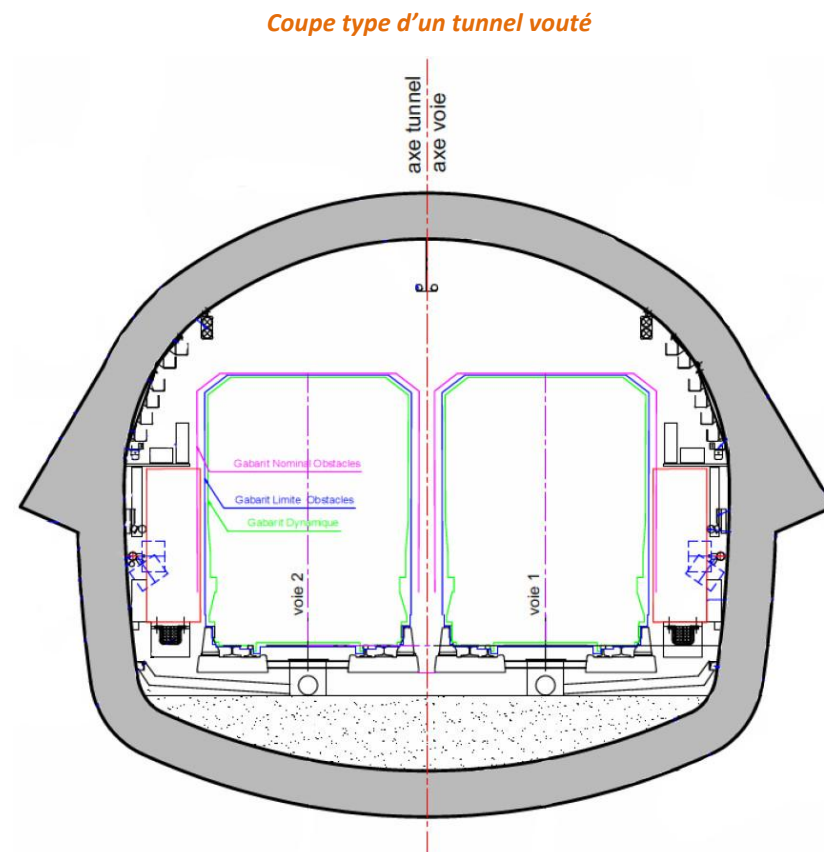 Coupe type d’un tunnel vouté
axe tunnel
axe voie
Gabarit Nominal Obstacles
Gabarit Limite Obstacles
Gabarit Dynamique
voie 2
voie 1